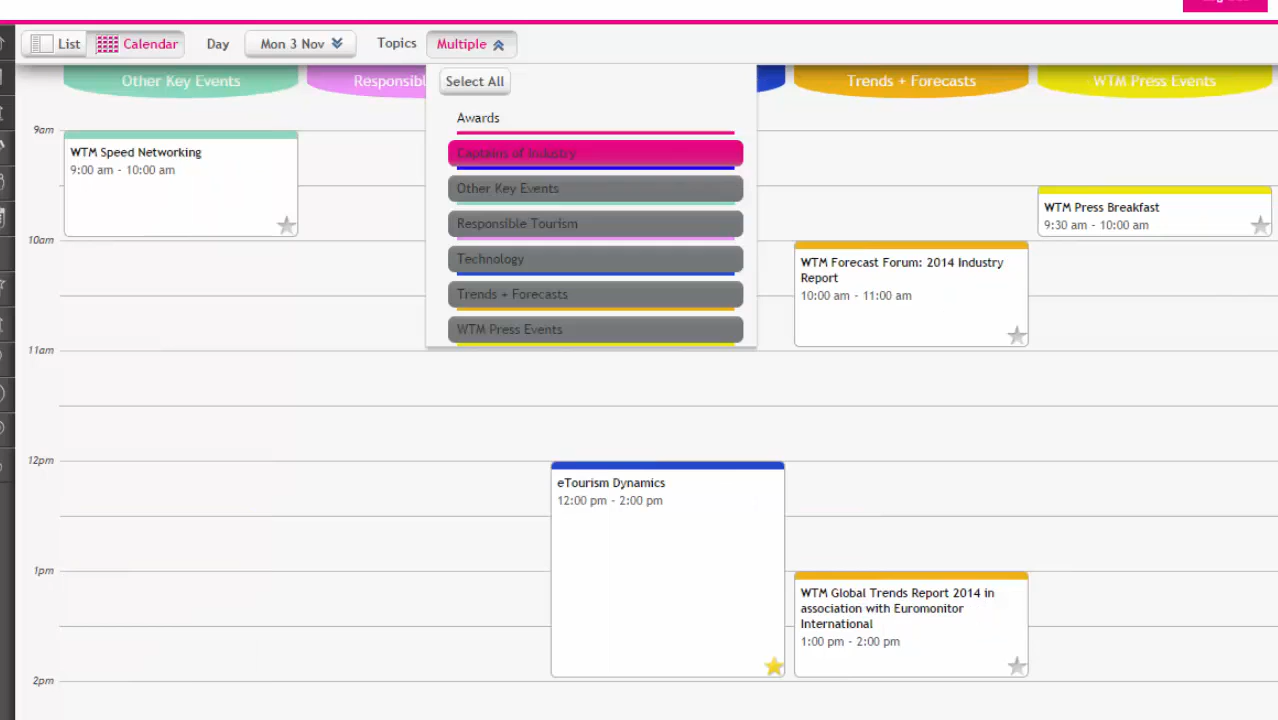 List
Calendar
Day
Mon 3 Nov
Topics
Multiple
Other Key Events
Trends + Forecasts
WTM Press Events
Select All
Awards
Captains of Industry
Other Key Events
Responsible Tourism
Technology
Trends + Forecasts
WTM Press Events
9am
WTM Speed Networking
9:00 am - 10:00 am
WTM Press Breakfast
9:30 am - 10:00 am
10am
WTM Forecast Forum: 2014 Industry
Report
10:00 am - 11:00 am
11am
12pm
eTourism Dynamics
12:00 pm - 2:00 pm
1pm
WTM Global Trends Report 2014 in
association with Euromonitor
International
1:00 pm - 2:00 pm
2pm